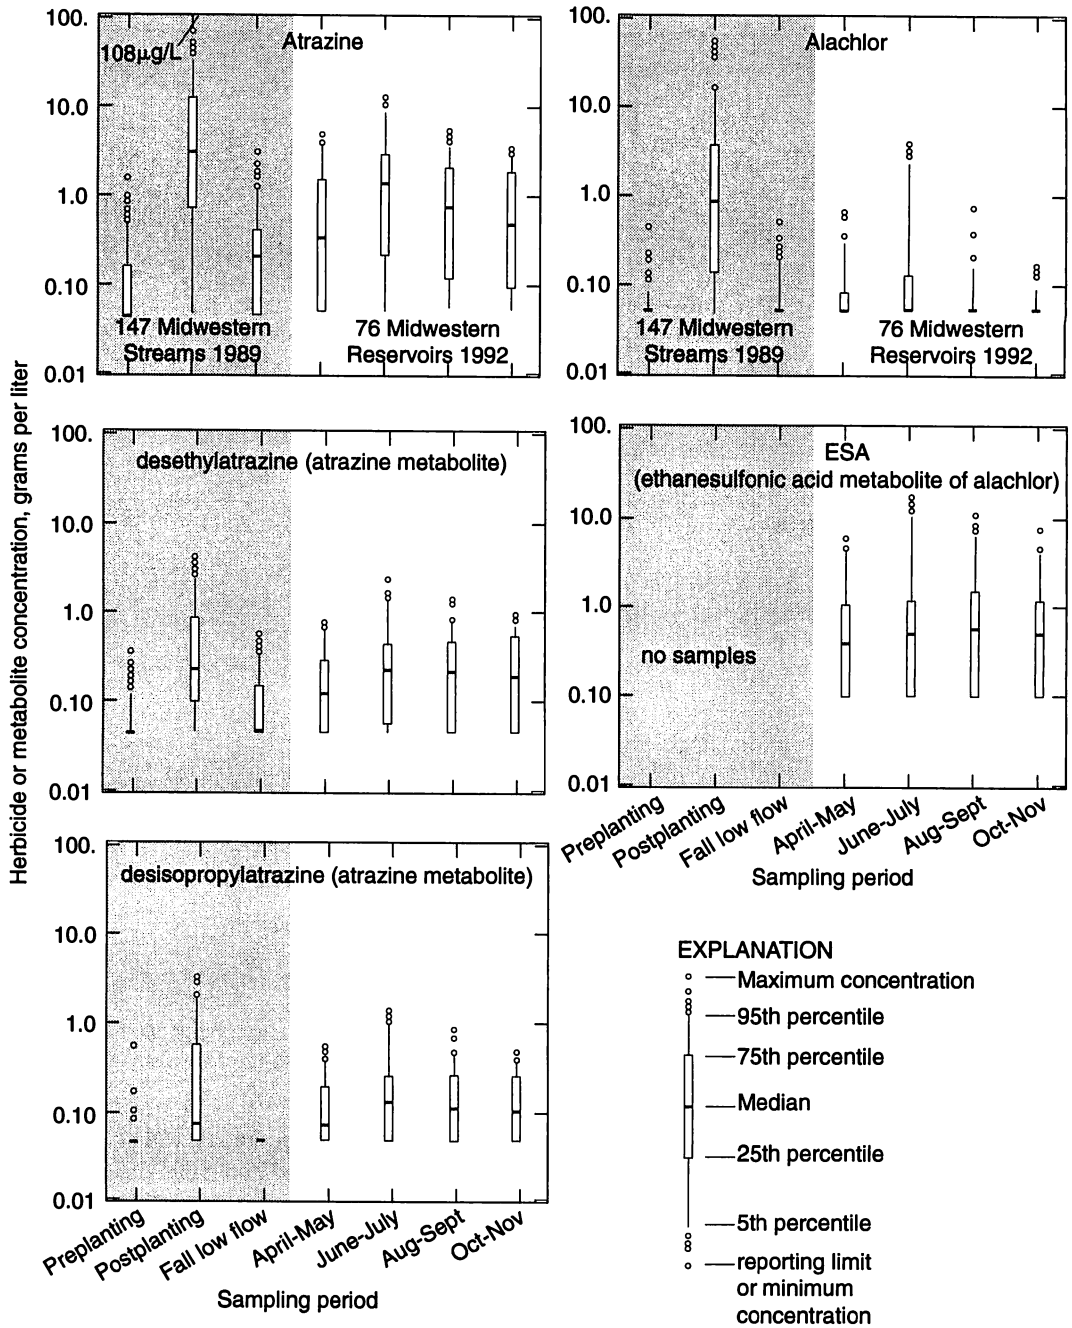 Herbicide or metabolite concentration, grams per liter
100.
10.0
1.0
0.10
0.01
108µg/L
Atrazine
147 Midwestern
Streams 1989
76 Midwestern
Reservoirs 1992
100.
10.0
1.0
0.10
0.01
Alachlor
147 Midwestern
Streams 1989
76 Midwestern
Reservoirs 1992
100.
10.0
1.0
0.10
0.01
desethylatrazine (atrazine metabolite)
100.
10.0
1.0
0.10
0.01
ESA
(ethanesulfonic acid metabolite of alachlor)
no samples
Preplanting
Postplanting
Fall low flow
April-May
June-July
Aug-Sept
Oct-Nov
Sampling period
100.
10.0
1.0
0.10
0.01
desisopropylatrazine (atrazine metabolite)
Preplanting
Postplanting
Fall low flow
April-May
June-July
Aug-Sept
Oct-Nov
Sampling period
EXPLANATION
Maximum concentration
95th percentile
75th percentile
Median
25th percentile
5th percentile
reporting limit
or minimum
concentration